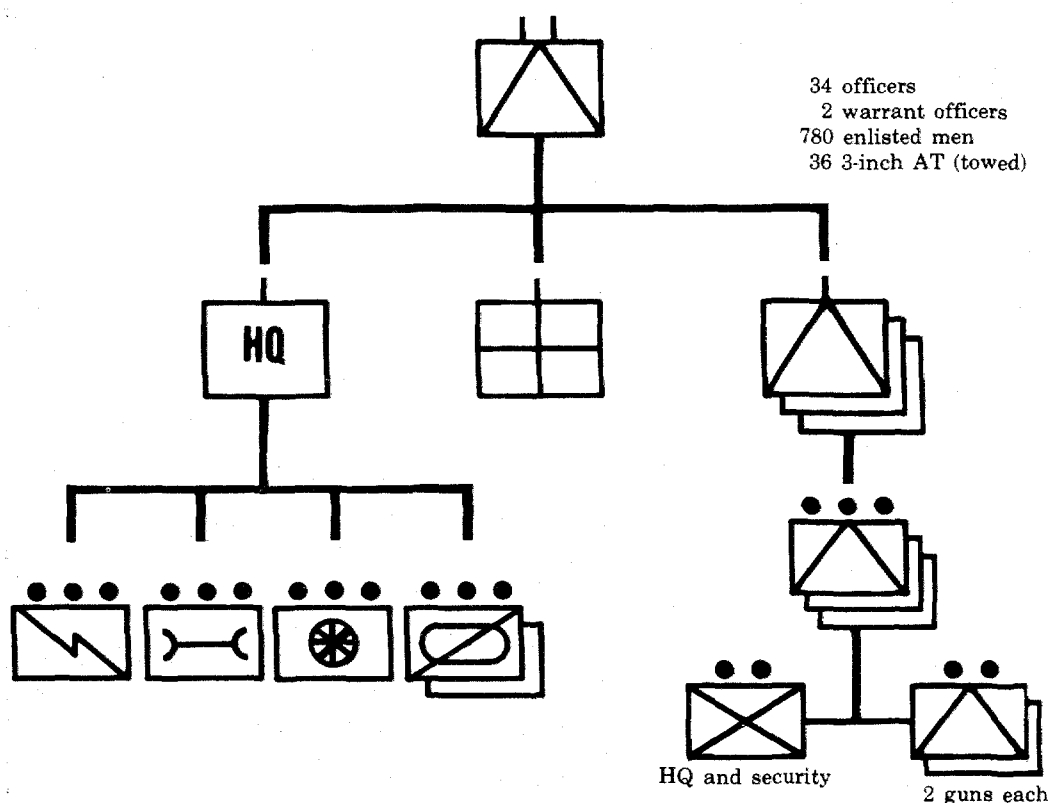 34 officers
2 warrant officers
780 enlisted men
36 3-inch AT (towed)
HQ
HQ and security
2 guns each